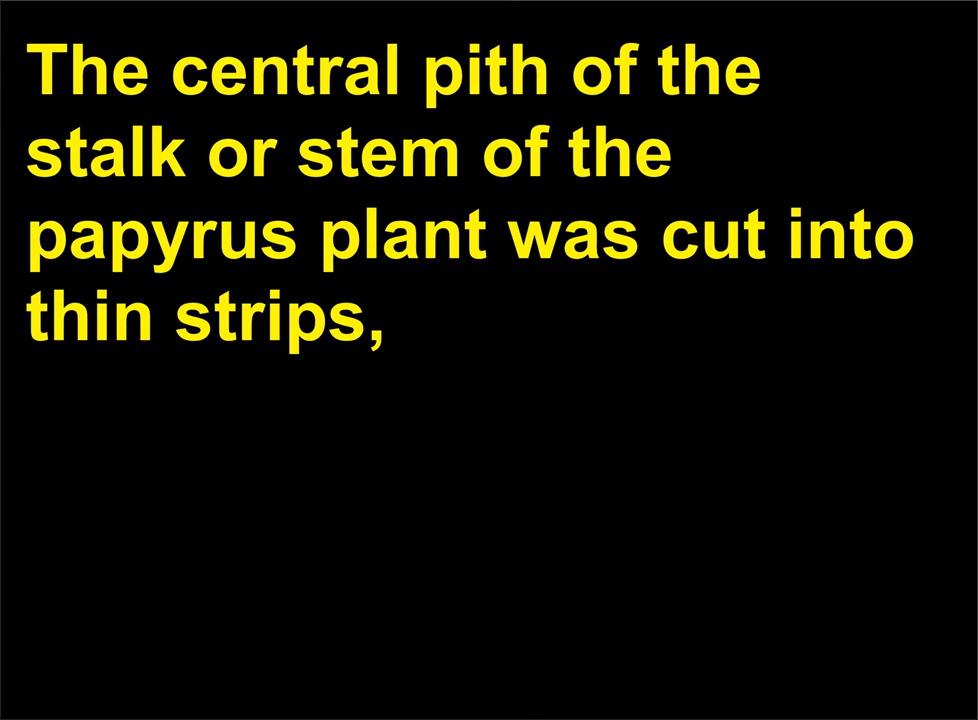 The central pith of the
stalk or stem of the
papyrus plant was cut into
thin strips,